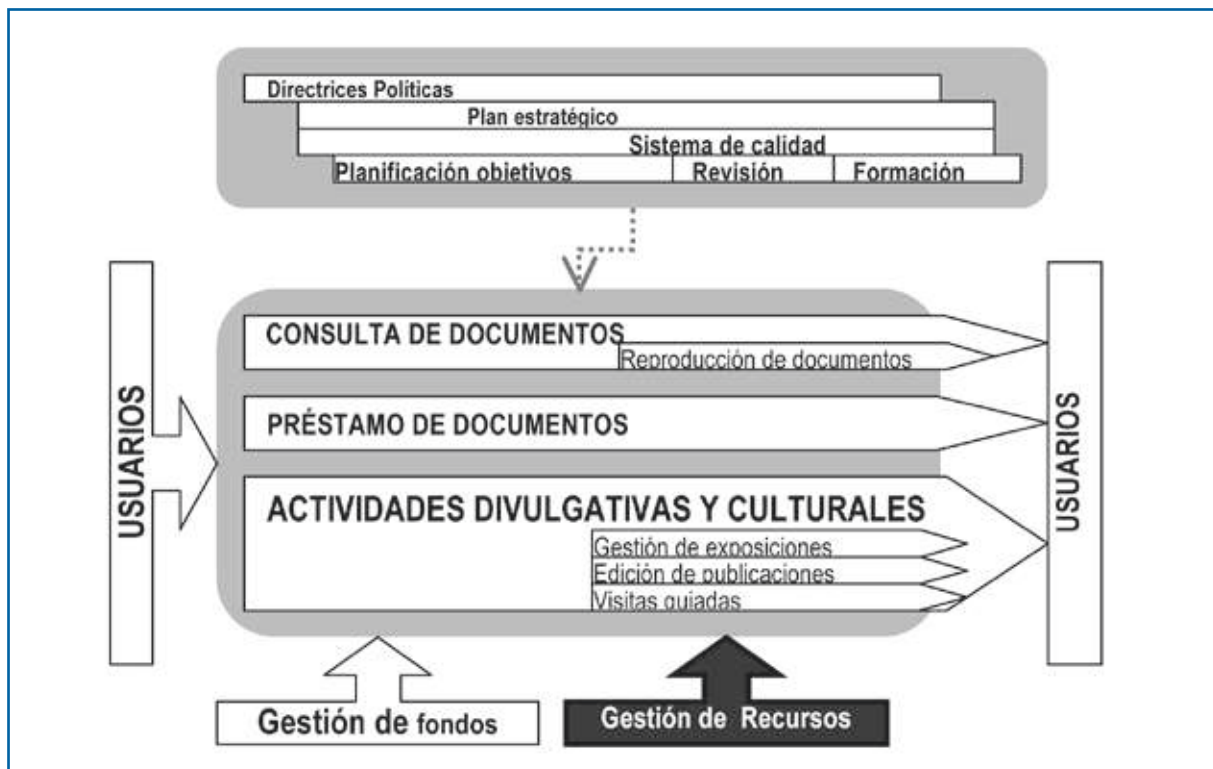 Directrices Políticas
Plan estratégico
Sistema de calidad
Planificación objetivos
Revisión
Formación
USUARIOS
CONSULTA DE DOCUMENTOS
Reproducción de documentos
PRÉSTAMO DE DOCUMENTOS
ACTIVIDADES DIVULGATIVAS Y CULTURALES
Gestión de exposiciones
Edición de publicaciones
Visitas guiadas
USUARIOS
Gestión de fondos
Gestión de Recursos